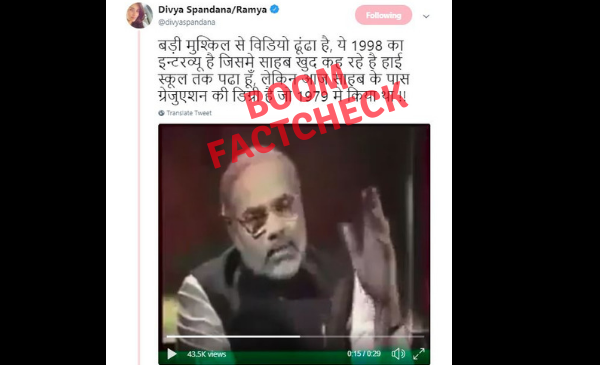 Divya Spandana/Ramya
@divyaspandana
Following
बड़ी मुश्किल से विडियो ढूंढा है, ये 1998 का
इन्टरव्यू है जिसमे साहब खुद कह रहे है हाई
स्कूल तक पढा हूँ, लेकिन आज साहब के पास
ग्रेजुएशन की डिग्री है जो 1979 में किया था !!
Translate Tweet
BOOM
FACTCHECK
43.5K views
0:15 / 0:29